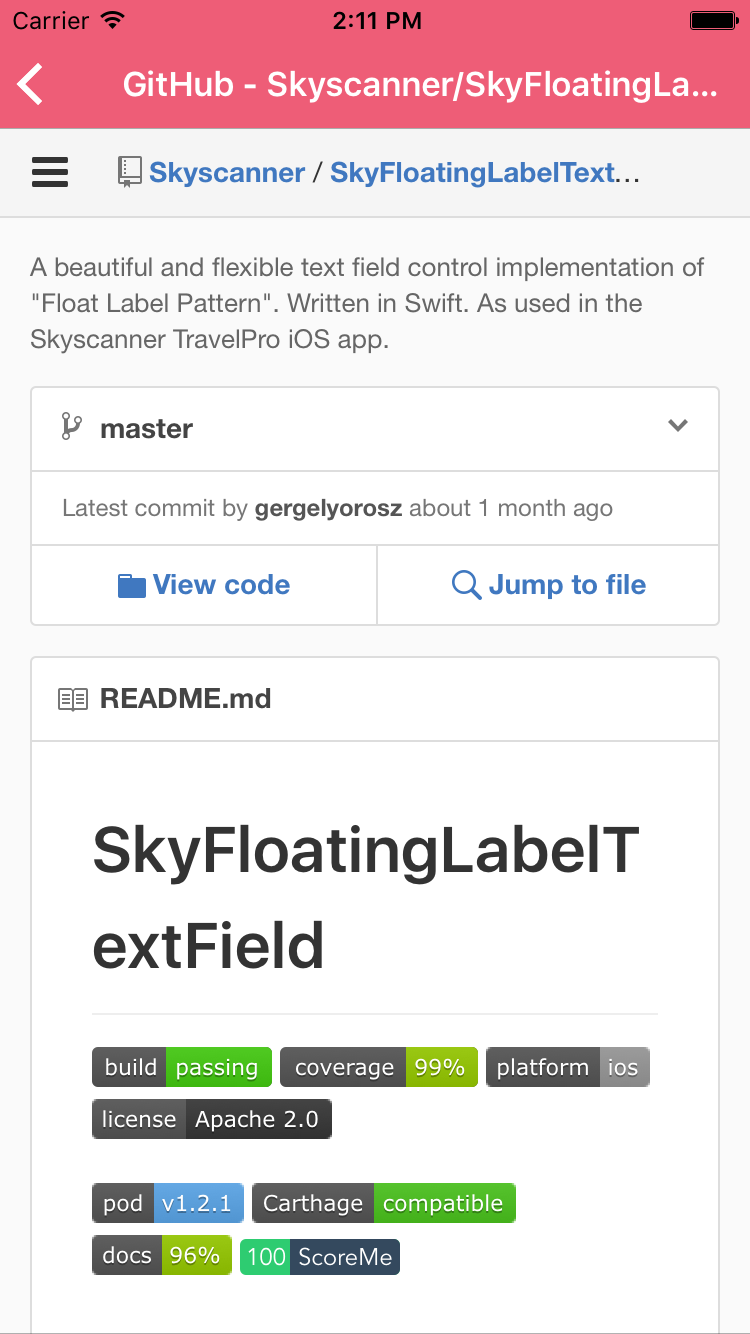 Carrier 2:11 PM
GitHub - Skyscanner/SkyFloatingLa...
Skyscanner / SkyFloatingLabelText...
A beautiful and flexible text field control implementation of
"Float Label Pattern". Written in Swift. As used in the
Skyscanner TravelPro iOS app.
master
Latest commit by gergelyorosz about 1 month ago
View code Jump to file
README.md
SkyFloatingLabelT
extField
build passing coverage 99% platform ios
license Apache 2.0
pod v1.2.1 Carthage compatible
docs 96% 100 ScoreMe